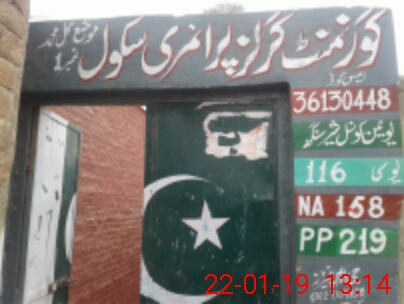 گورنمنٹ گرلز پرائمری سکول
موضع گل محمد
نمبر 1
ایمس کوڈ
36130448
یونین کونسل شیر سنگھ
یو سی 116
NA 158
PP 219
22-01-19 13:14